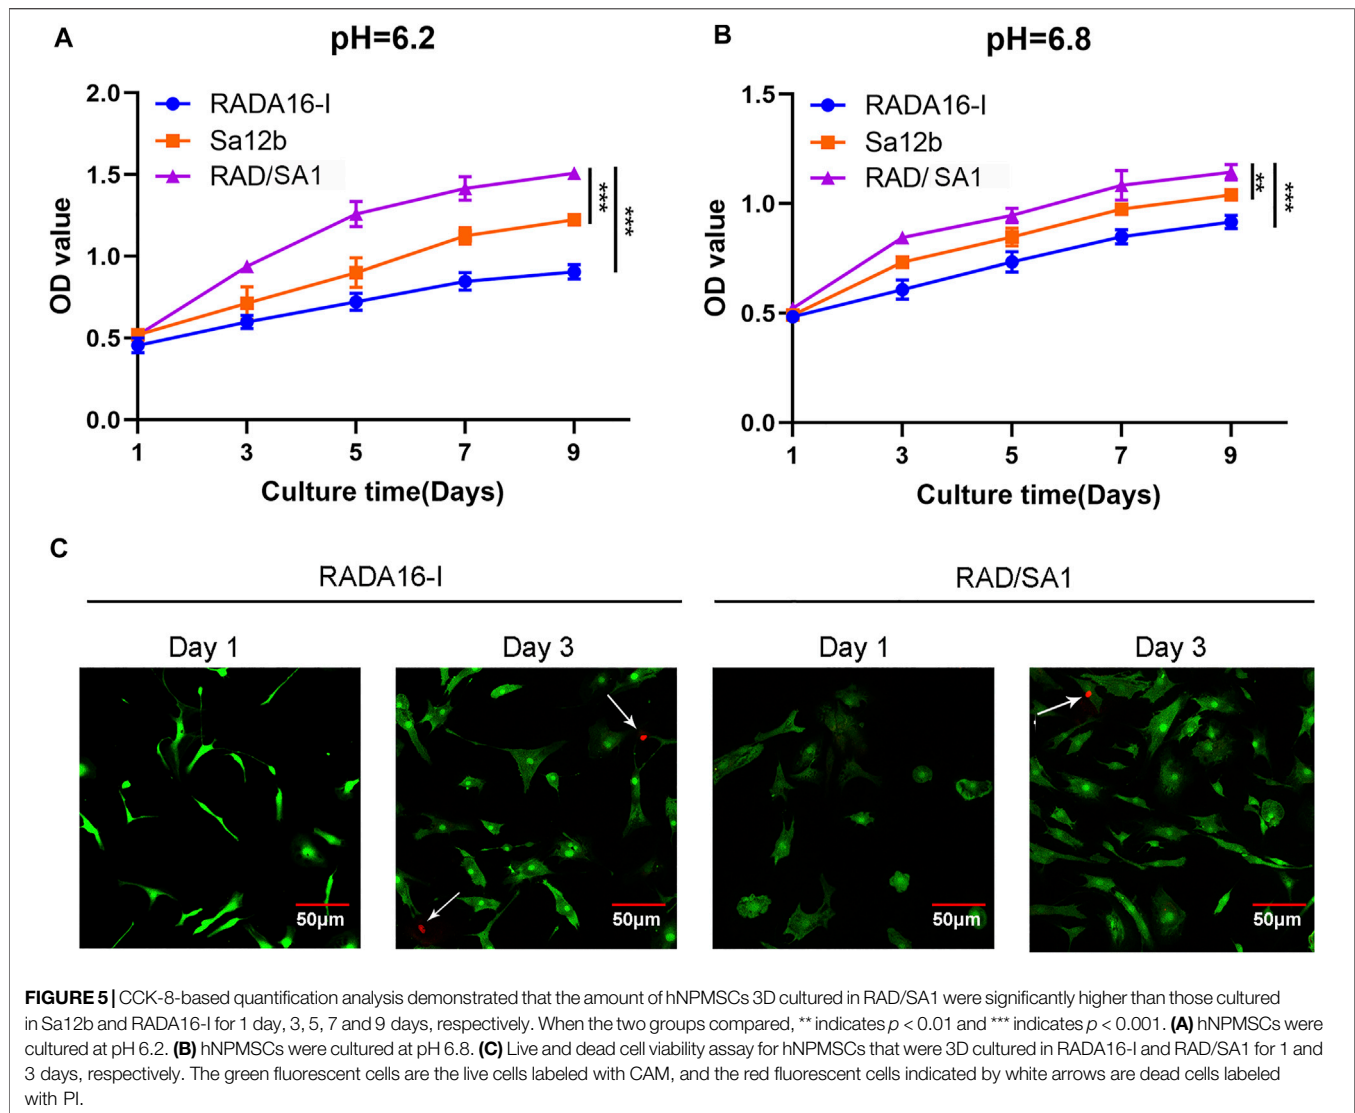 A
pH=6.2
2.0
1.5
1.0
0.5
0.0
OD value
RADA16-I
Sa12b
RAD/SA1
***
***
1 3 5 7 9
Culture time(Days)
B
pH=6.8
1.5
1.0
0.5
0.0
OD value
RADA16-I
Sa12b
RAD/ SA1
**
***
1 3 5 7 9
Culture time(Days)
C
RADA16-I
RAD/SA1
Day 1
Day 3
Day 1
Day 3
50μm
50μm
50μm
50μm
FIGURE 5 | CCK-8-based quantification analysis demonstrated that the amount of hNPMSCs 3D cultured in RAD/SA1 were significantly higher than those cultured
in Sa12b and RADA16-I for 1 day, 3, 5, 7 and 9 days, respectively. When the two groups compared, ** indicates p < 0.01 and *** indicates p < 0.001. (A) hNPMSCs were
cultured at pH 6.2. (B) hNPMSCs were cultured at pH 6.8. (C) Live and dead cell viability assay for hNPMSCs that were 3D cultured in RADA16-I and RAD/SA1 for 1 and
3 days, respectively. The green fluorescent cells are the live cells labeled with CAM, and the red fluorescent cells indicated by white arrows are dead cells labeled
with PI.